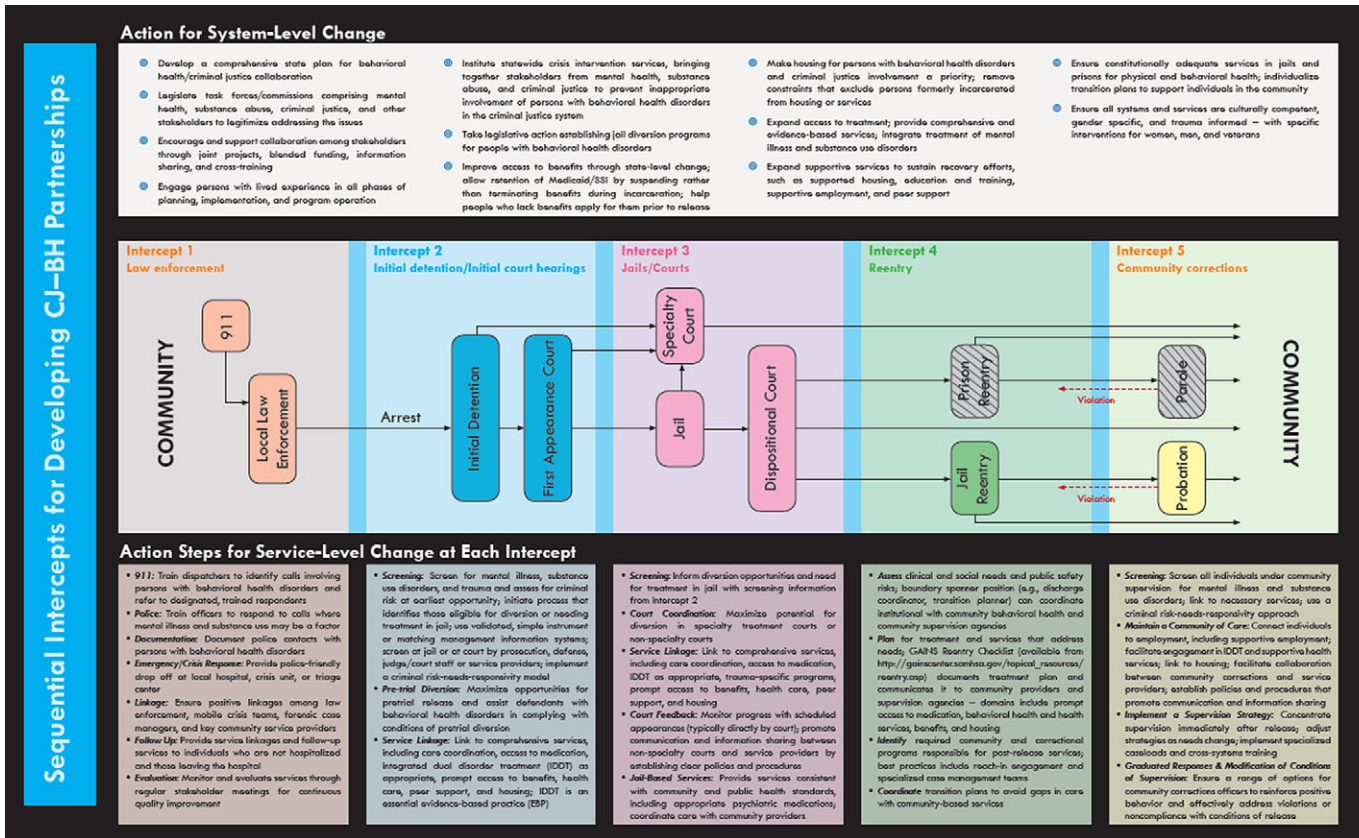 Sequential Intercepts for Developing CJ–BH Partnerships
Action for System-Level Change
Develop a comprehensive state plan for behavioral
health/criminal justice collaboration
Legislate task forces/commissions comprising mental
health, substance abuse, criminal justice, and other
stakeholders to legitimize addressing the issues
Encourage and support collaboration among stakeholders
through joint projects, blended funding, information
sharing, and cross-training
Engage persons with lived experience in all phases of
planning, implementation, and program operation
Institute statewide crisis intervention services, bringing
together stakeholders from mental health, substance
abuse, and criminal justice to prevent inappropriate
involvement of persons with behavioral health disorders
in the criminal justice system
Take legislative action establishing jail diversion programs
for people with behavioral health disorders
Improve access to benefits through state-level change;
allow retention of Medicaid/SSI by suspending rather
than terminating benefits during incarceration; help
people who lack benefits apply for them prior to release
Make housing for persons with behavioral health disorders
and criminal justice involvement a priority; remove
constraints that exclude persons formerly incarcerated
from housing or services
Expand access to treatment; provide comprehensive and
evidence-based services; integrate treatment of mental
illness and substance use disorders
Expand supportive services to sustain recovery efforts,
such as supported housing, education and training,
supportive employment, and peer support
Ensure constitutionally adequate services in jails and
prisons for physical and behavioral health; individualize
transition plans to support individuals in the community
Ensure all systems and services are culturally competent,
gender specific, and trauma informed – with specific
interventions for women, men, and veterans
Intercept 1
Law enforcement
Intercept 2
Initial detention/Initial court hearings
Intercept 3
Jails/Courts
Intercept 4
Reentry
Intercept 5
Community corrections
COMMUNITY
911
Local Law
Enforcement
Arrest
Initial Detention
First Appearance Court
Specialty
Court
Jail
Dispositional Court
Prison
Reentry
Jail
Reentry
Violation
Violation
Parole
Probation
COMMUNITY
Action Steps for Service-Level Change at Each Intercept
• 911: Train dispatchers to identify calls involving
persons with behavioral health disorders and
refer to designated, trained respondents
• Police: Train officers to respond to calls where
mental illness and substance use may be a factor
• Documentation: Document police contacts with
persons with behavioral health disorders
• Emergency/Crisis Response: Provide police-friendly
drop off at local hospital, crisis unit, or triage
center
• Linkage: Ensure positive linkages among law
enforcement, mobile crisis teams, forensic case
managers, and key community service providers
• Follow Up: Provide service linkages and follow-up
services to individuals who are not hospitalized
and those leaving the hospital
• Evaluation: Monitor and evaluate services through
regular stakeholder meetings for continuous
quality improvement
• Screening: Screen for mental illness, substance
use disorders, and trauma and assess for criminal
risk at earliest opportunity; initiate process that
identifies those eligible for diversion or needing
treatment in jail; use validated, simple instrument
or matching management information systems;
screen at jail or at court by prosecution, defense,
judge/court staff or service providers; implement
a criminal risk-needs-responsivity model
• Pre-trial Diversion: Maximize opportunities for
pretrial release and assist defendants with
behavioral health disorders in complying with
conditions of pretrial diversion
• Service Linkage: Link to comprehensive services,
including care coordination, access to medication,
integrated dual disorder treatment (IDDT) as
appropriate, prompt access to benefits, health
care, peer support, and housing; IDDT is an
essential evidence-based practice (EBP)
• Screening: Inform diversion opportunities and need
for treatment in jail with screening information
from Intercept 2
• Court Coordination: Maximize potential for
diversion in specialty treatment courts or
non-specialty courts
• Service Linkage: Link to comprehensive services,
including care coordination, access to medication,
IDDT as appropriate, trauma-specific programs,
prompt access to benefits, health care, peer
support, and housing
• Court Feedback: Monitor progress with scheduled
appearances (typically directly by court); promote
communication and information sharing between
non-specialty courts and service providers by
establishing clear policies and procedures
• Jail-Based Services: Provide services consistent
with community and public health standards,
including appropriate psychiatric medications;
coordinate care with community providers
• Assess clinical and social needs and public safety
risks; boundary spanner position (e.g., discharge
coordinator, transition planner) can coordinate
institutional with community behavioral health and
community supervision agencies
• Plan for treatment and services that address
needs; GAINS Reentry Checklist (available from
http://gainscenter.samhsa.gov/topical_resources/
reentry.asp) documents treatment plan and
communicates it to community providers and
supervision agencies – domains include prompt
access to medication, behavioral health and health
services, benefits, and housing
• Identify required community and correctional
programs responsible for post-release services;
best practices include reach-in engagement and
specialized case management teams
• Coordinate transition plans to avoid gaps in care
with community-based services
• Screening: Screen all individuals under community
supervision for mental illness and substance
use disorders; link to necessary services; use a
criminal risk-needs-responsivity approach
• Maintain a Community of Care: Connect individuals
to employment, including supportive employment;
facilitate engagement in IDDT and supportive health
services; link to housing; facilitate collaboration
between community corrections and service
providers; establish policies and procedures that
promote communication and information sharing
• Implement a Supervision Strategy: Concentrate
supervision immediately after release; adjust
strategies as needs change; implement specialized
caseloads and cross-systems training
• Graduated Responses & Modification of Conditions
of Supervision: Ensure a range of options for
community corrections officers to reinforce positive
behavior and effectively address violations or
noncompliance with conditions of release